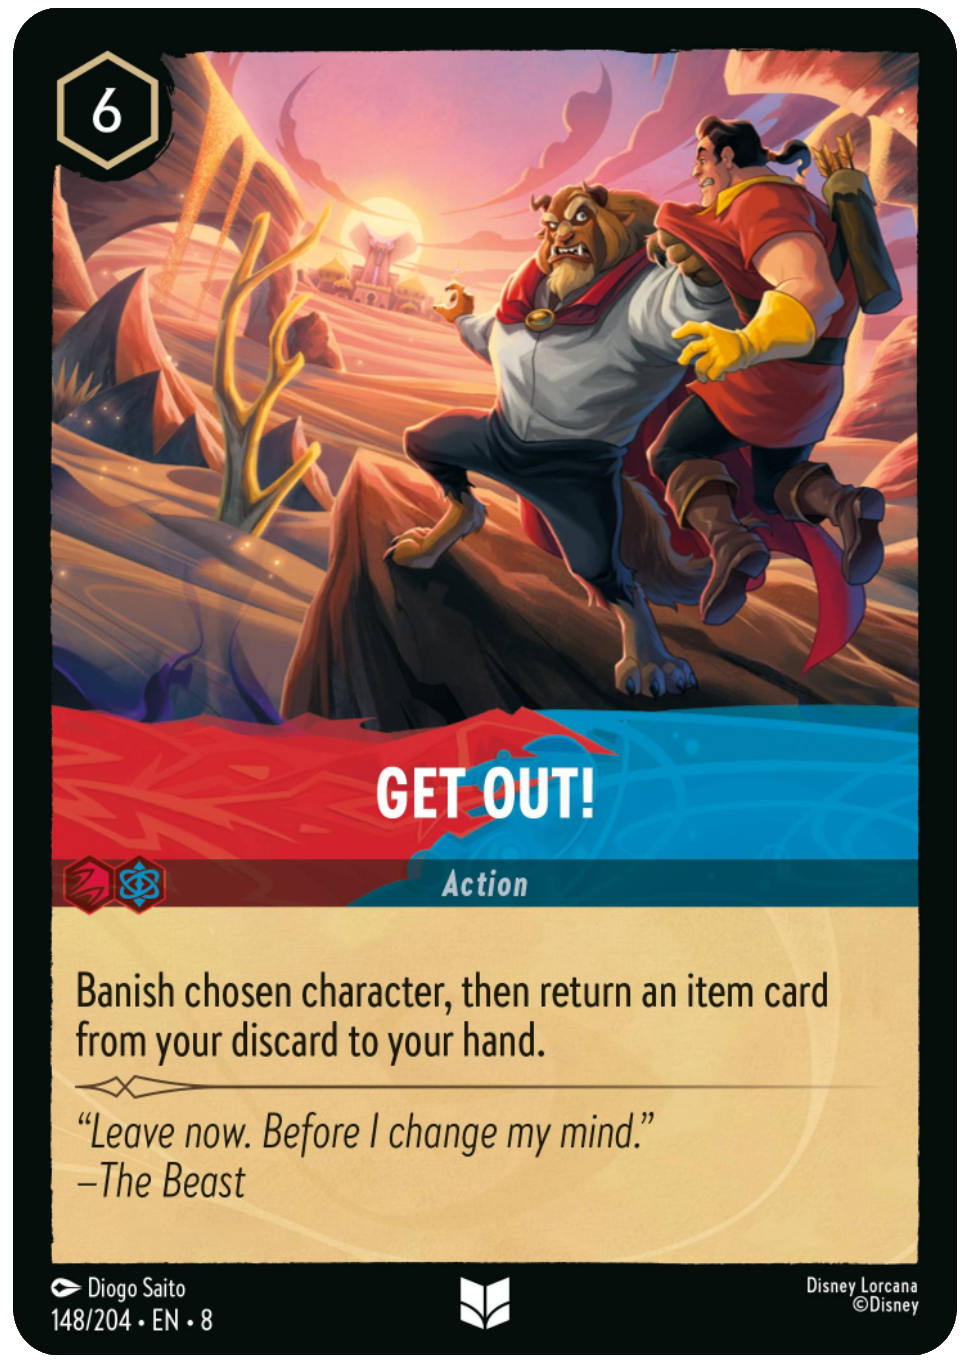 6
GET OUT!
Action
Banish chosen character, then return an item card
from your discard to your hand.
“Leave now. Before I change my mind.”
–The Beast
Diogo Saito
148/204 • EN • 8
Disney Lorcana
©Disney